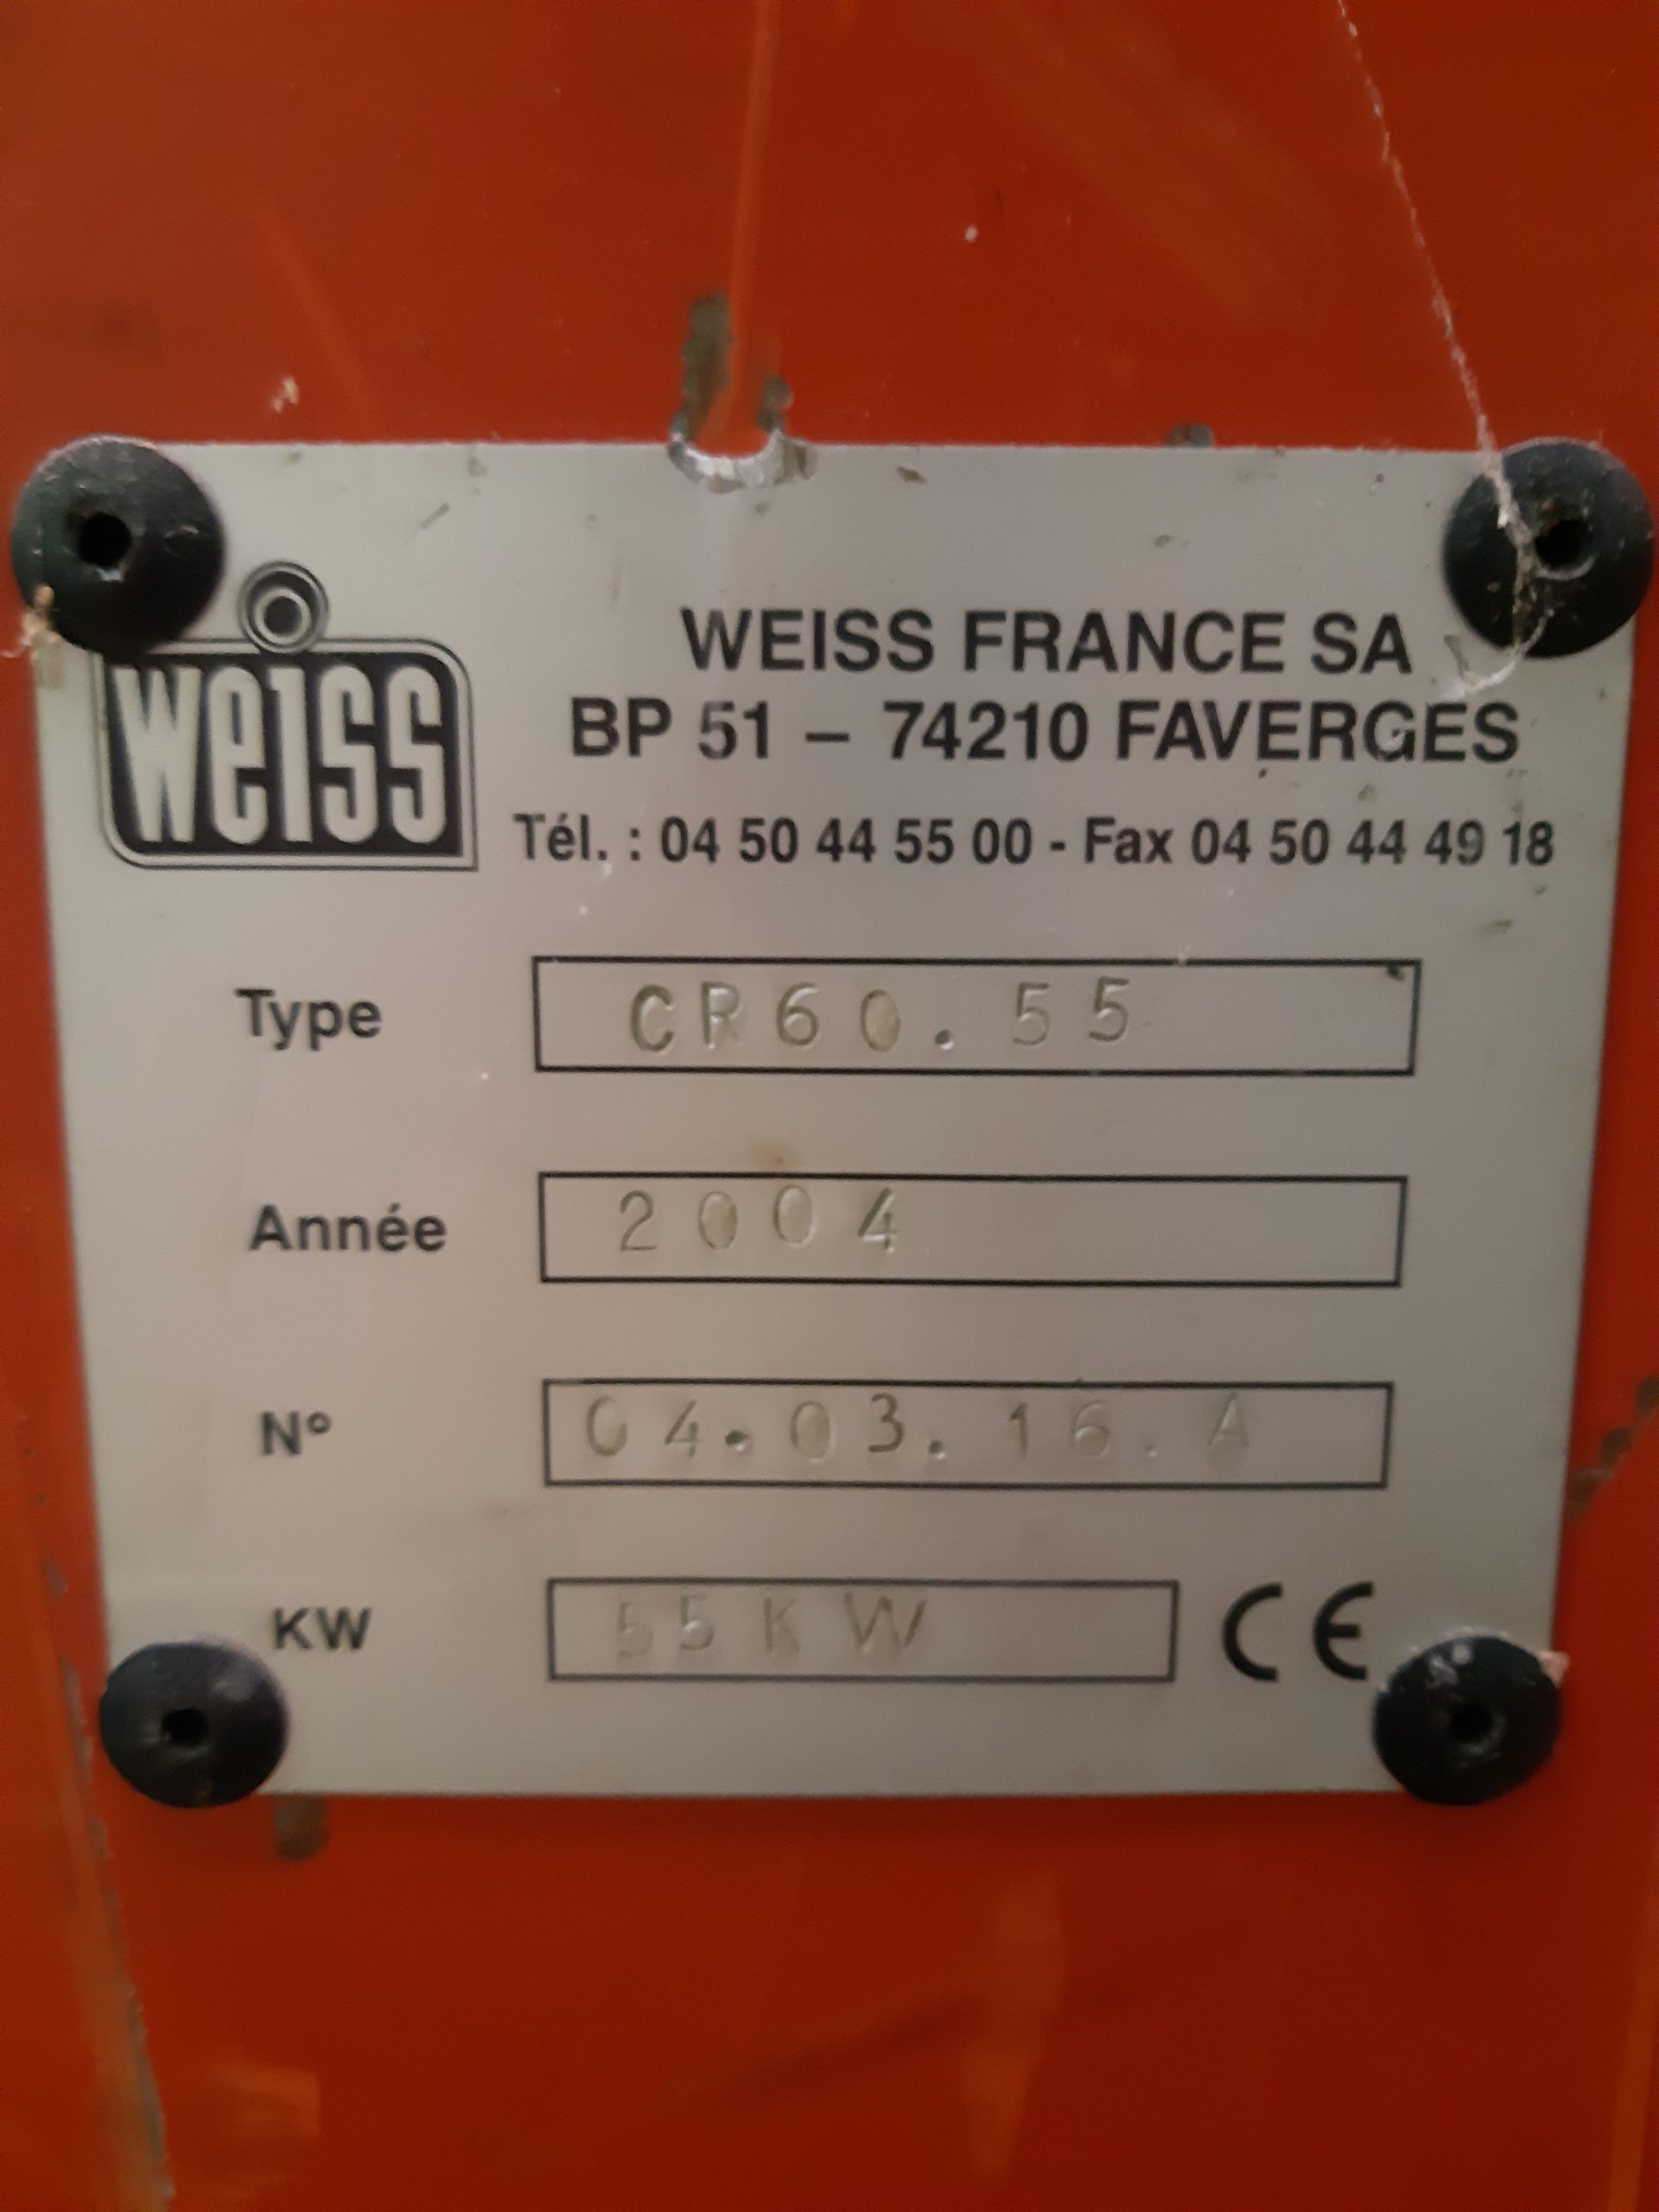 weiss
WEISS FRANCE SA
BP 51 – 74210 FAVERGES
Tél. : 04 50 44 55 00 - Fax 04 50 44 49 18
Type CR60.55
Année 2004
N° 04.03.16.A
KW 55KW CE